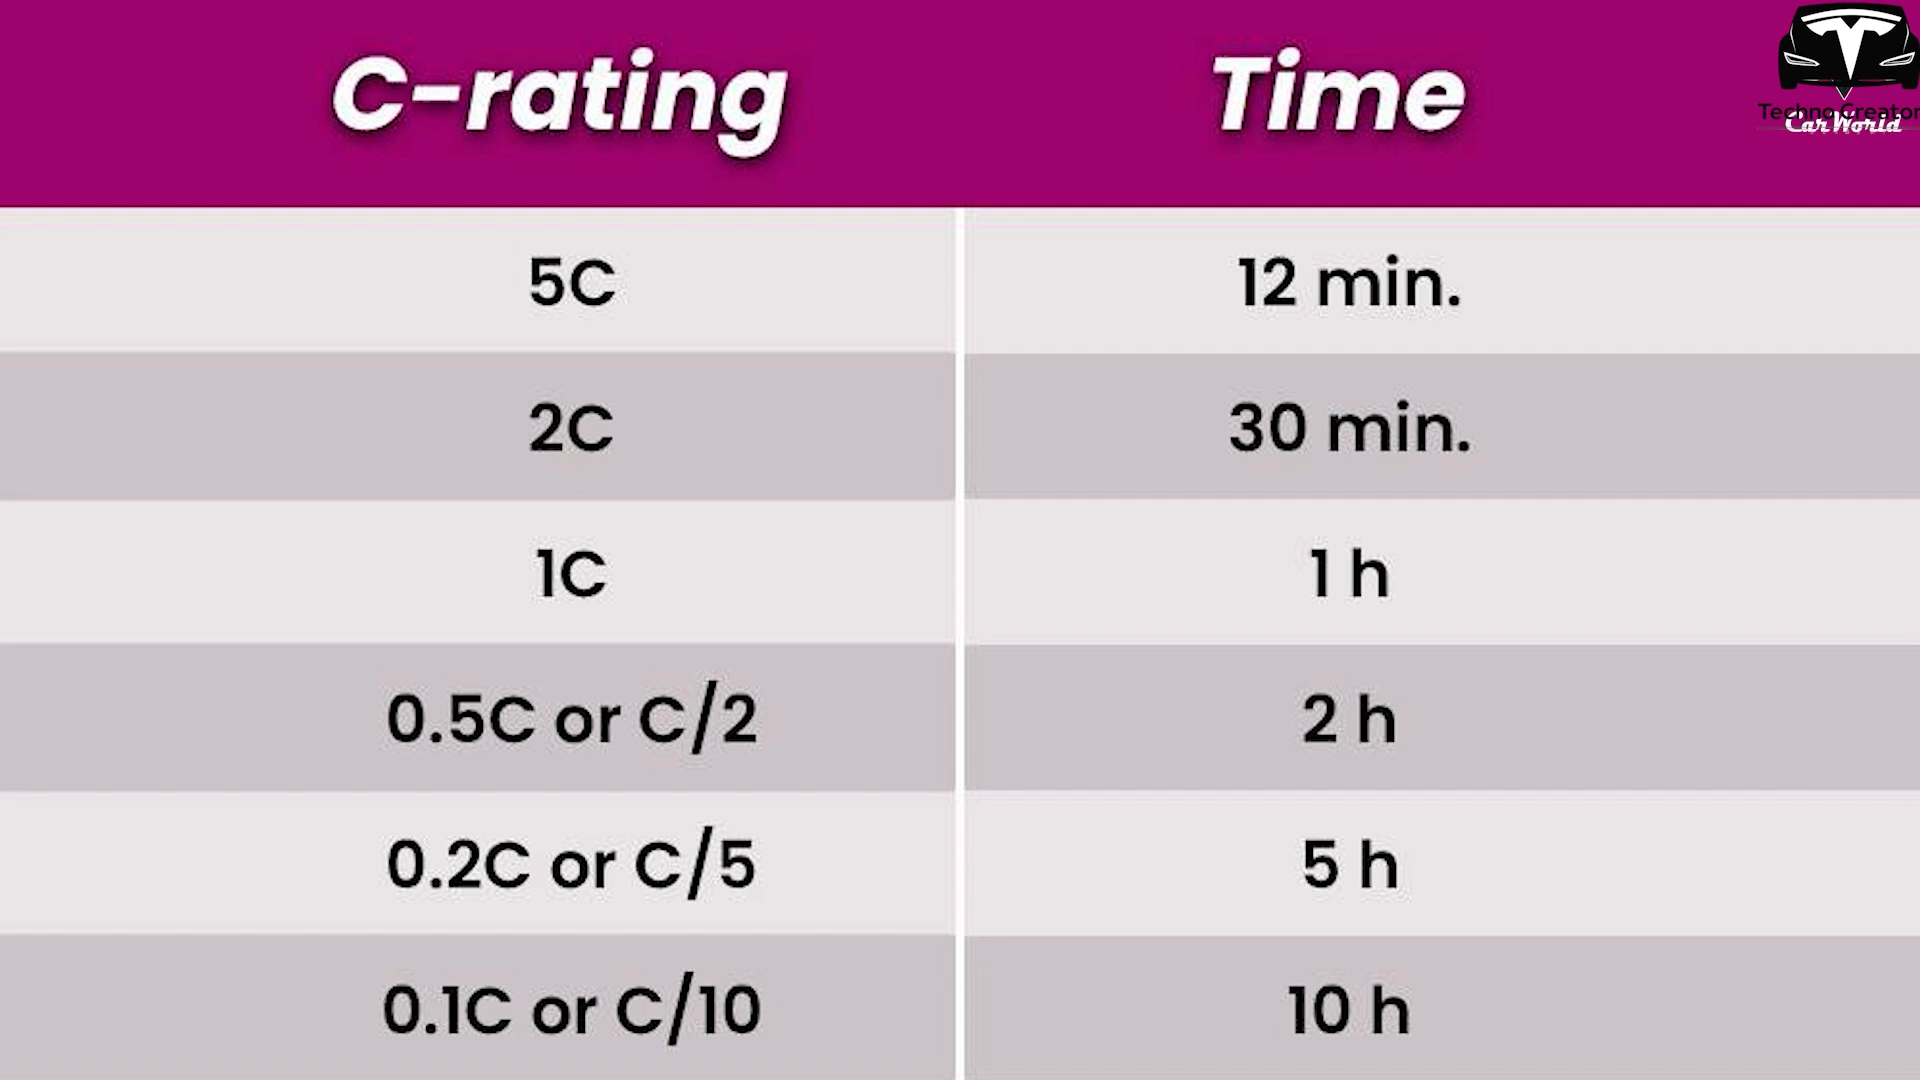 C-rating Time
Techno Creator
Car World
5C 12 min.
2C 30 min.
1C 1 h
0.5C or C/2 2 h
0.2C or C/5 5 h
0.1C or C/10 10 h